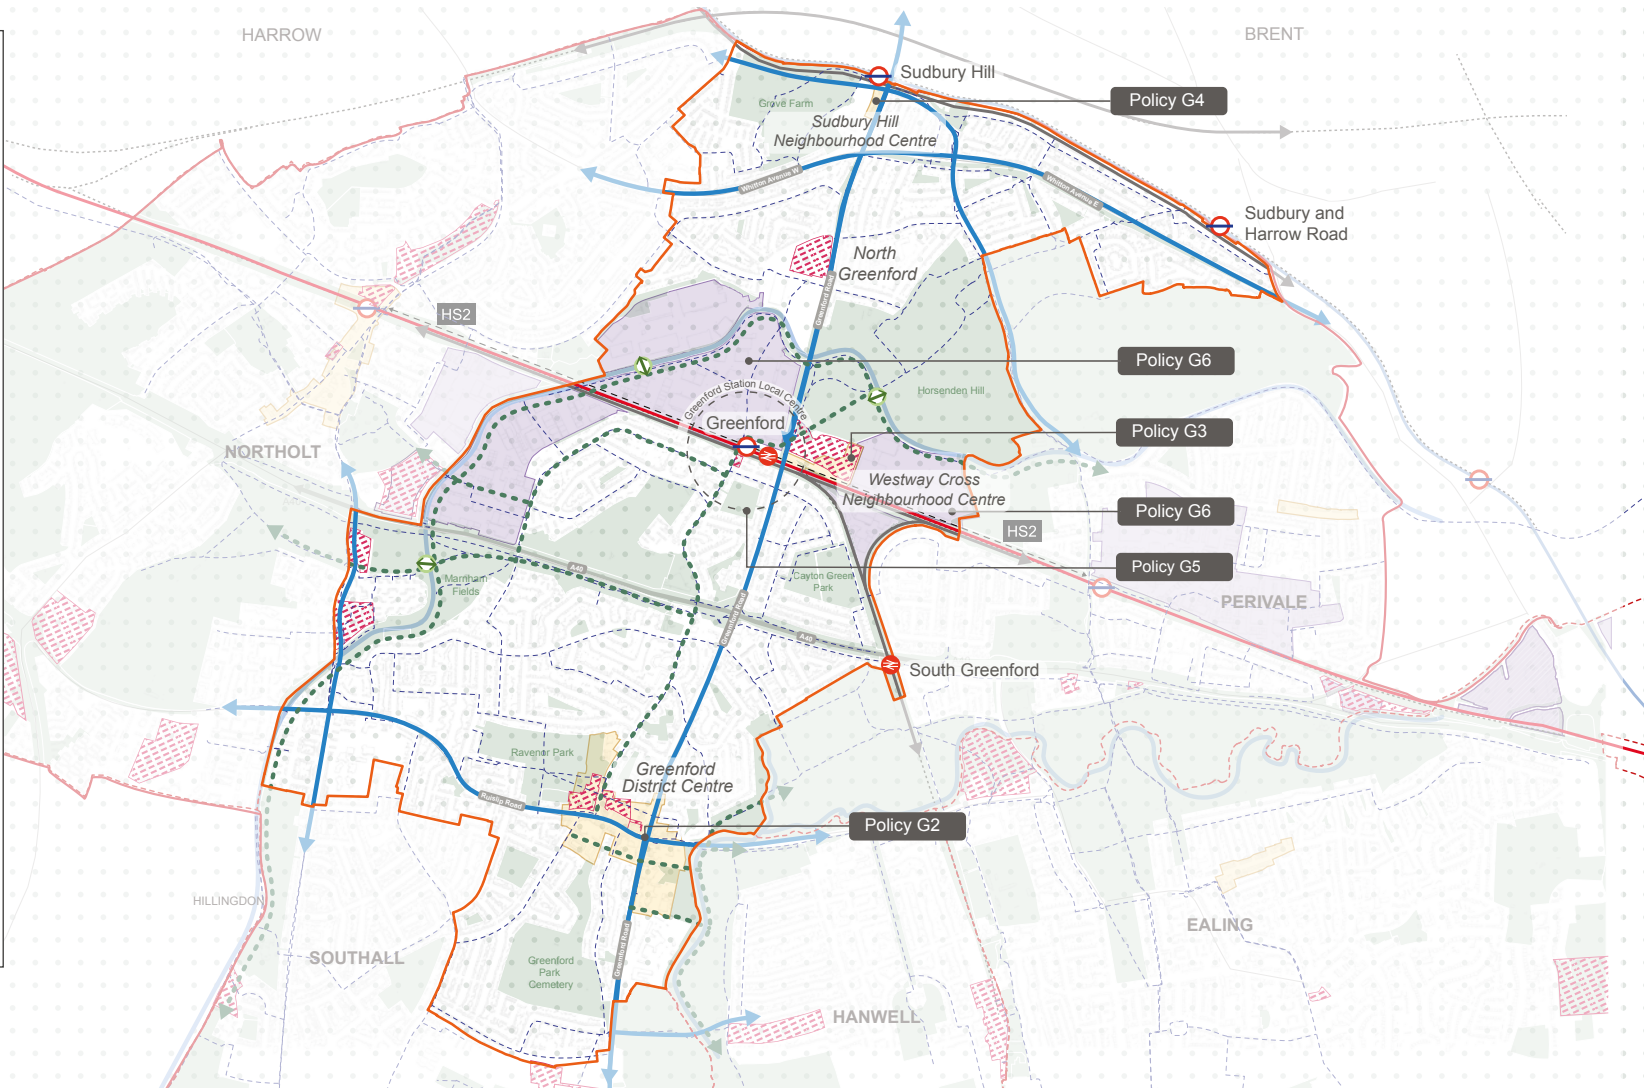 HARROW
BRENT
Sudbury Hill
Policy G4
Grove Farm
Sudbury Hill
Neighbourhood Centre
Whitton Avenue W
Whitton Avenue E
Sudbury and
Harrow Road
North
Greenford
Greenford Road
HS2
Policy G6
Greenford Station Local Centre
Horsenden Hill
Greenford
Policy G3
NORTHOLT
Westway Cross
Neighbourhood Centre
Policy G6
HS2
A40
Policy G5
Cayton Green
Park
Marnham
Fields
PERIVALE
Greenford Road
A40
South Greenford
Ravenor Park
Greenford
District Centre
Ruislip Road
Policy G2
HILLINGDON
EALING
SOUTHALL
Greenford Road
Greenford
Park
Cemetery
HANWELL